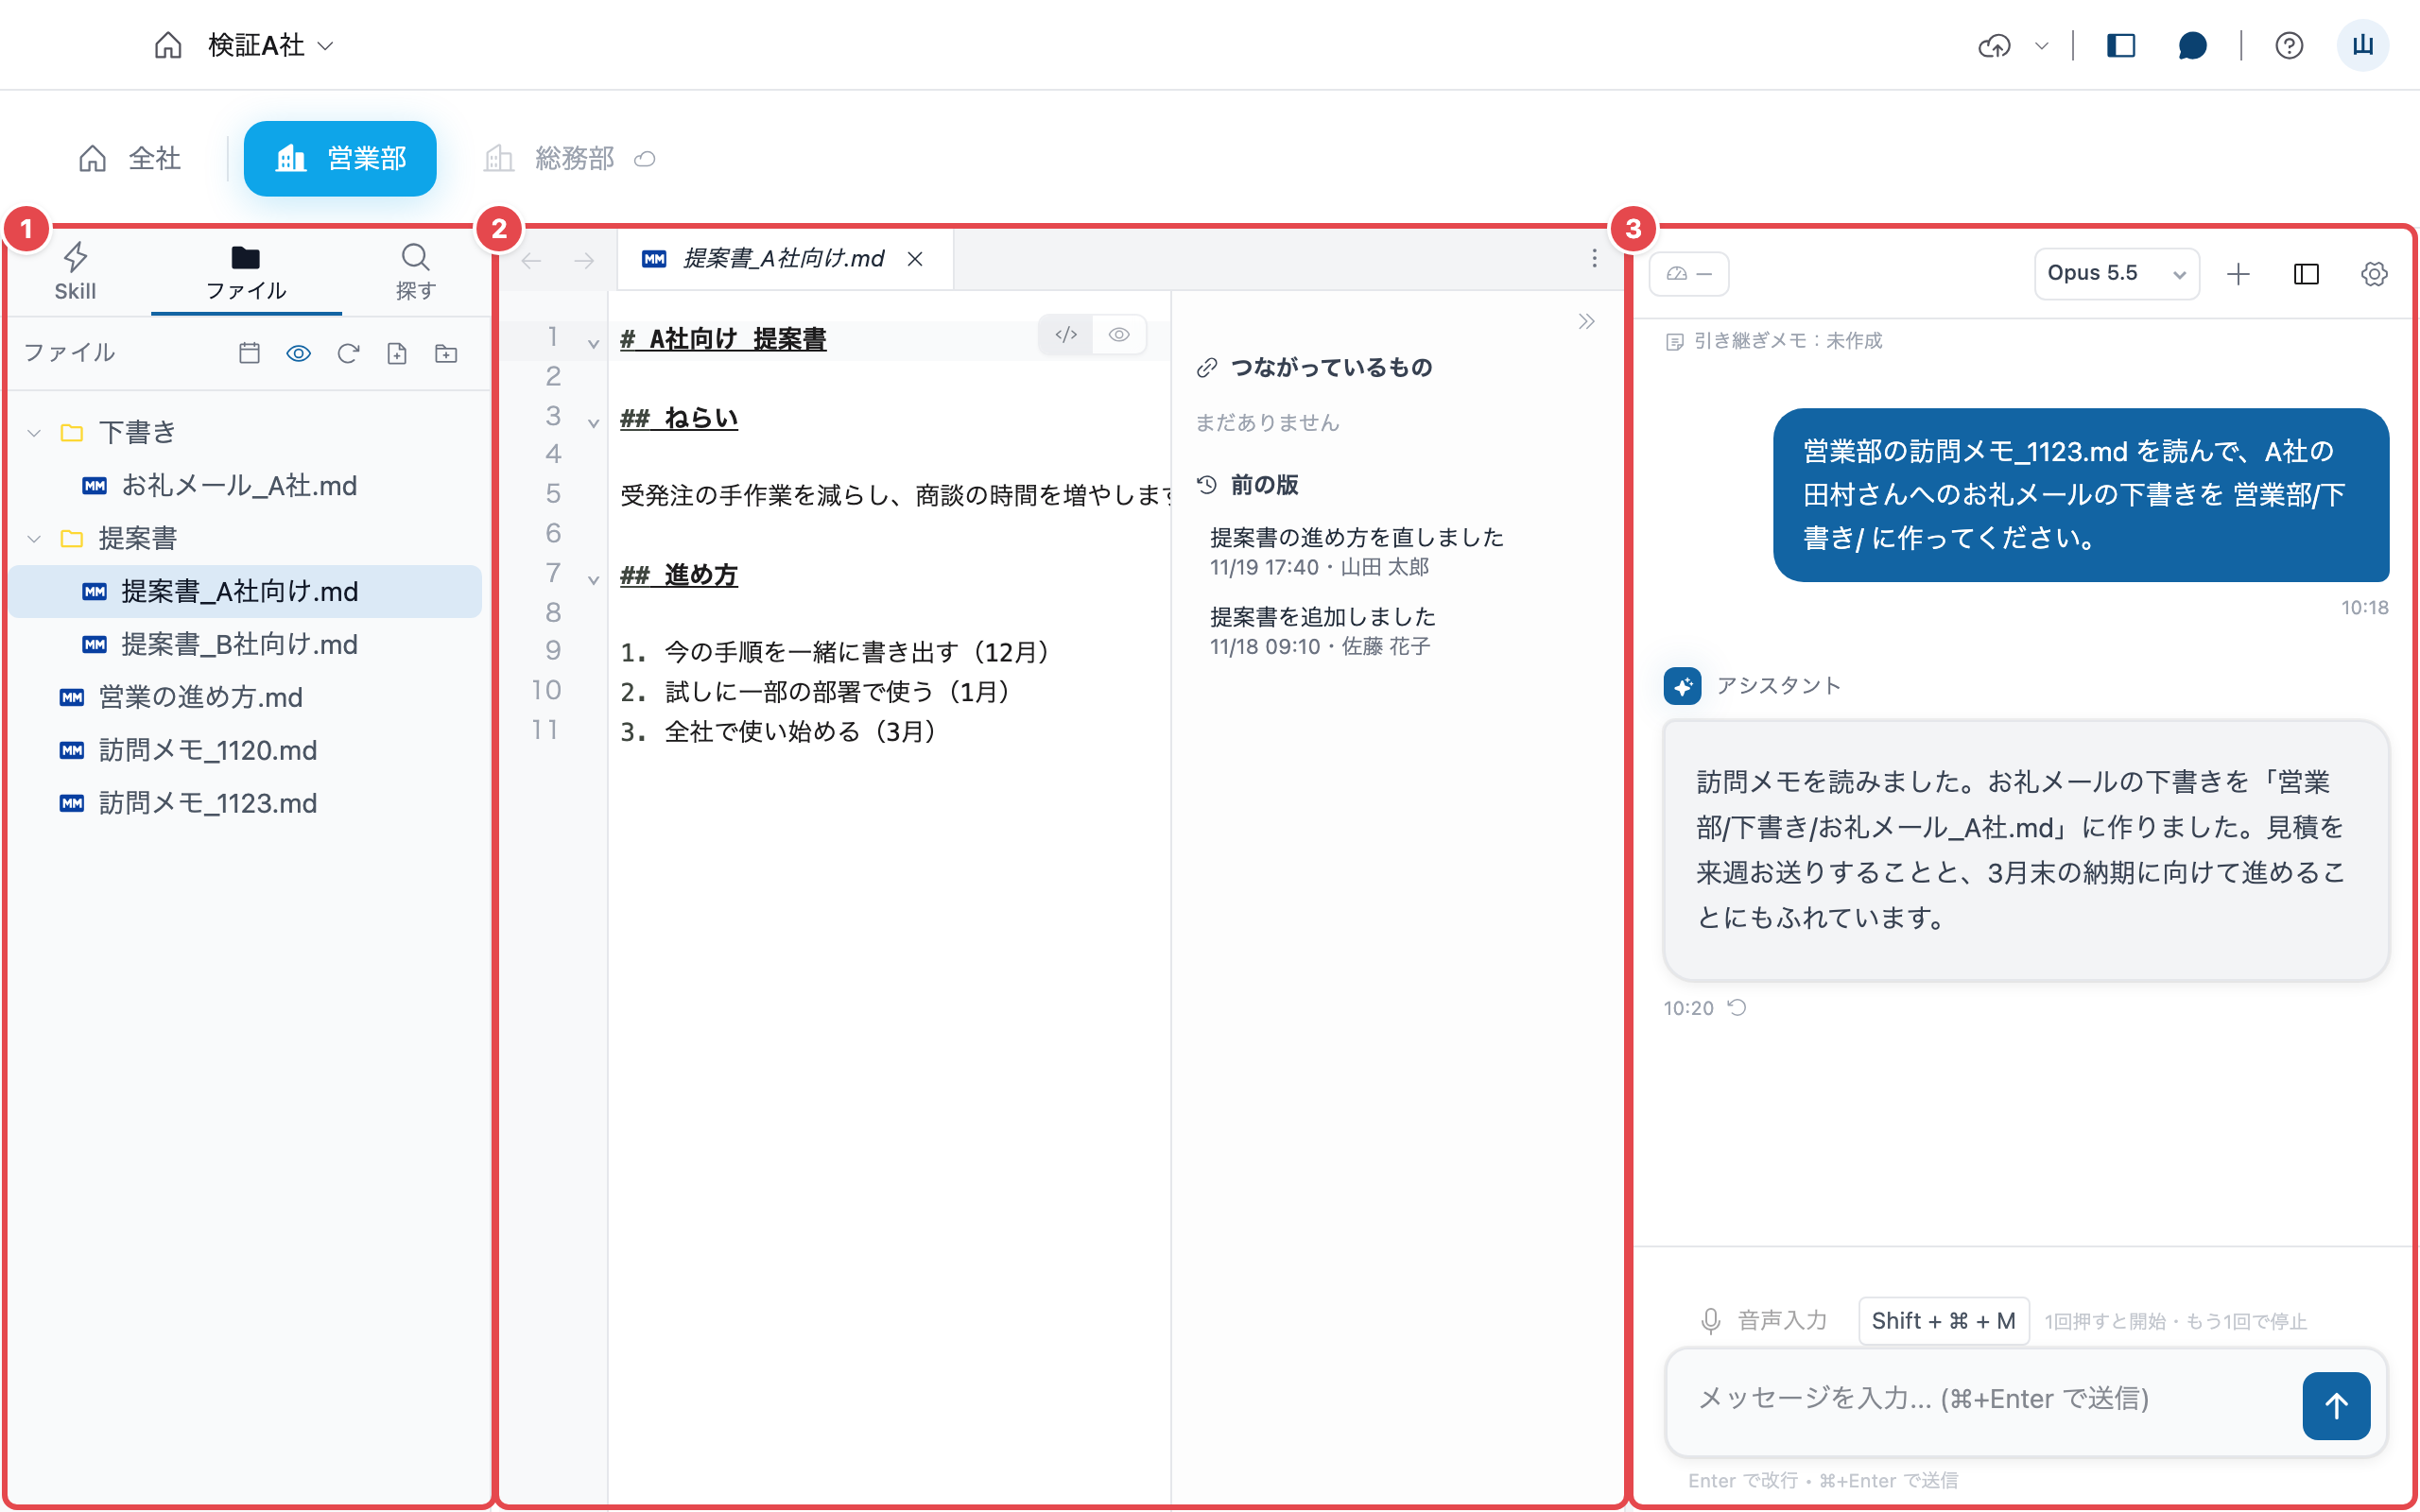 検証A社
山
全社
営業部
総務部
1
2
3
Skill
ファイル
探す
ファイル
下書き
MM お礼メール_A社.md
提案書
MM 提案書_A社向け.md
MM 提案書_B社向け.md
MM 営業の進め方.md
MM 訪問メモ_1120.md
MM 訪問メモ_1123.md
MM 提案書_A社向け.md
1 # A社向け 提案書
2
3 ## ねらい
4
5 受発注の手作業を減らし、商談の時間を増やします
6
7 ## 進め方
8
9 1. 今の手順を一緒に書き出す（12月）
10 2. 試しに一部の部署で使う（1月）
11 3. 全社で使い始める（3月）
</>
つながっているもの
まだありません
前の版
提案書の進め方を直しました
11/19 17:40・山田 太郎
提案書を追加しました
11/18 09:10・佐藤 花子
Opus 5.5
引き継ぎメモ：未作成
営業部の訪問メモ_1123.md を読んで、A社の
田村さんへのお礼メールの下書きを 営業部/下
書き/ に作ってください。
10:18
アシスタント
訪問メモを読みました。お礼メールの下書きを「営業
部/下書き/お礼メール_A社.md」に作りました。見積を
来週お送りすることと、3月末の納期に向けて進めるこ
とにもふれています。
10:20
音声入力 Shift + ⌘ + M 1回押すと開始・もう1回で停止
メッセージを入力... (⌘+Enter で送信)
Enter で改行・⌘+Enter で送信